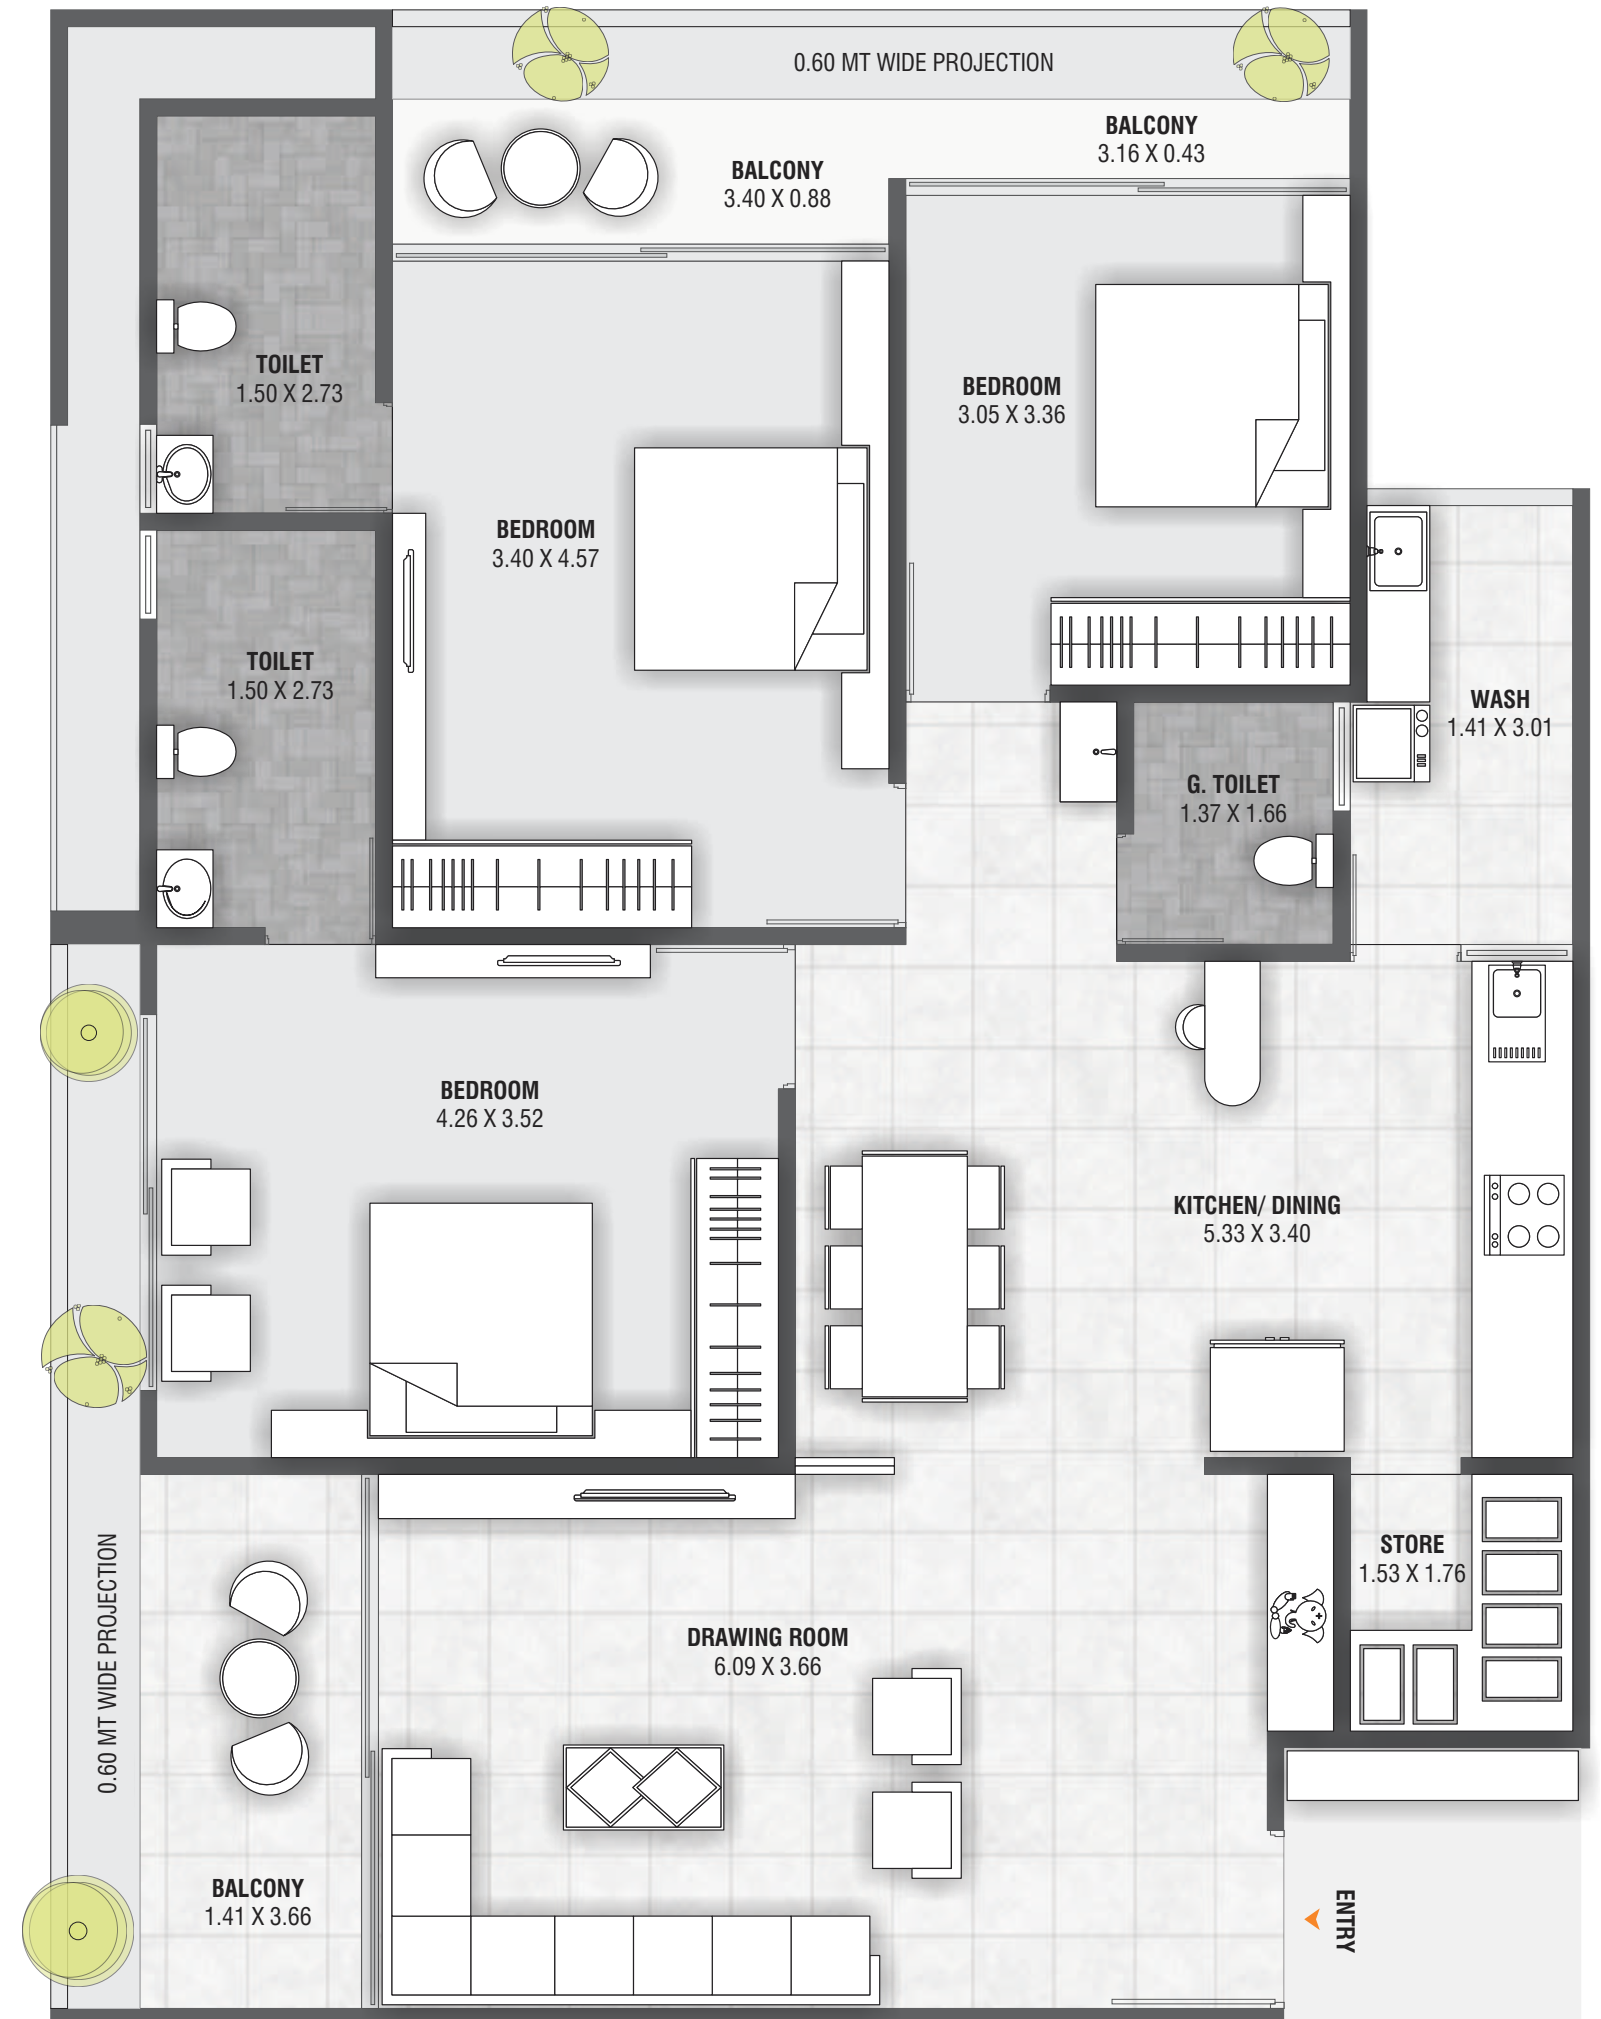 0.60 MT WIDE PROJECTION
BALCONY
3.16 X 0.43
BALCONY
3.40 X 0.88
TOILET
1.50 X 2.73
BEDROOM
3.05 X 3.36
BEDROOM
3.40 X 4.57
TOILET
1.50 X 2.73
WASH
1.41 X 3.01
G. TOILET
1.37 X 1.66
BEDROOM
4.26 X 3.52
KITCHEN/ DINING
5.33 X 3.40
STORE
1.53 X 1.76
0.60 MT WIDE PROJECTION
DRAWING ROOM
6.09 X 3.66
BALCONY
1.41 X 3.66
ENTRY